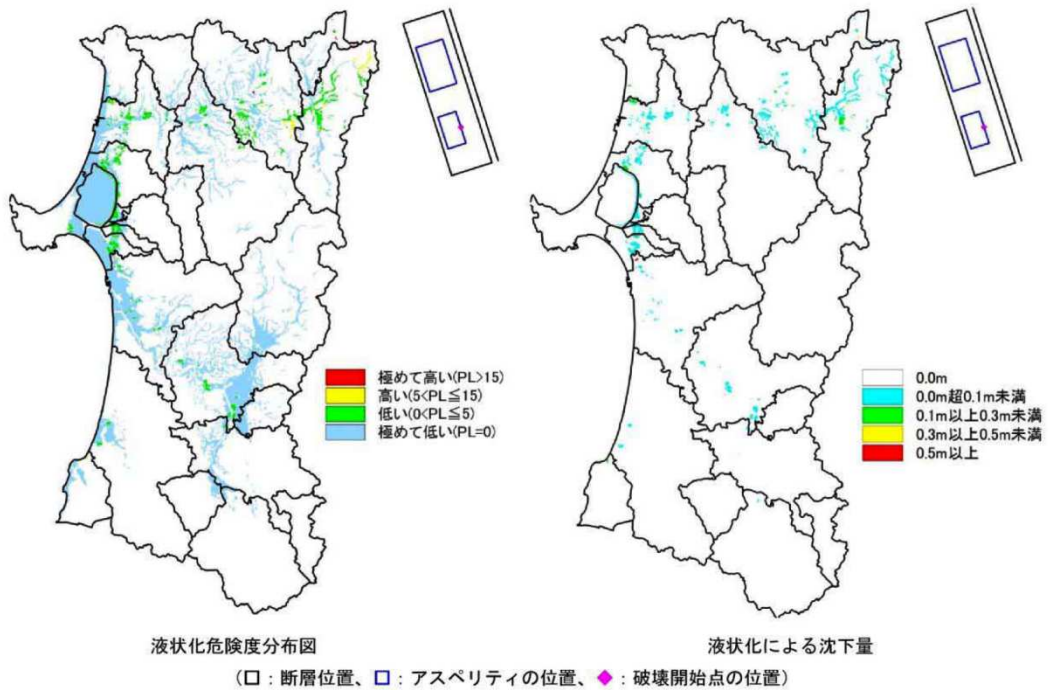 極めて高い(PL>15)
高い(5<PL≦15)
低い(0<PL≦5)
極めて低い(PL=0)
0.0m
0.0m超0.1m未満
0.1m以上0.3m未満
0.3m以上0.5m未満
0.5m以上
液状化危険度分布図
液状化による沈下量
(□:断層位置、□:アスペリティの位置、◆:破壊開始点の位置)